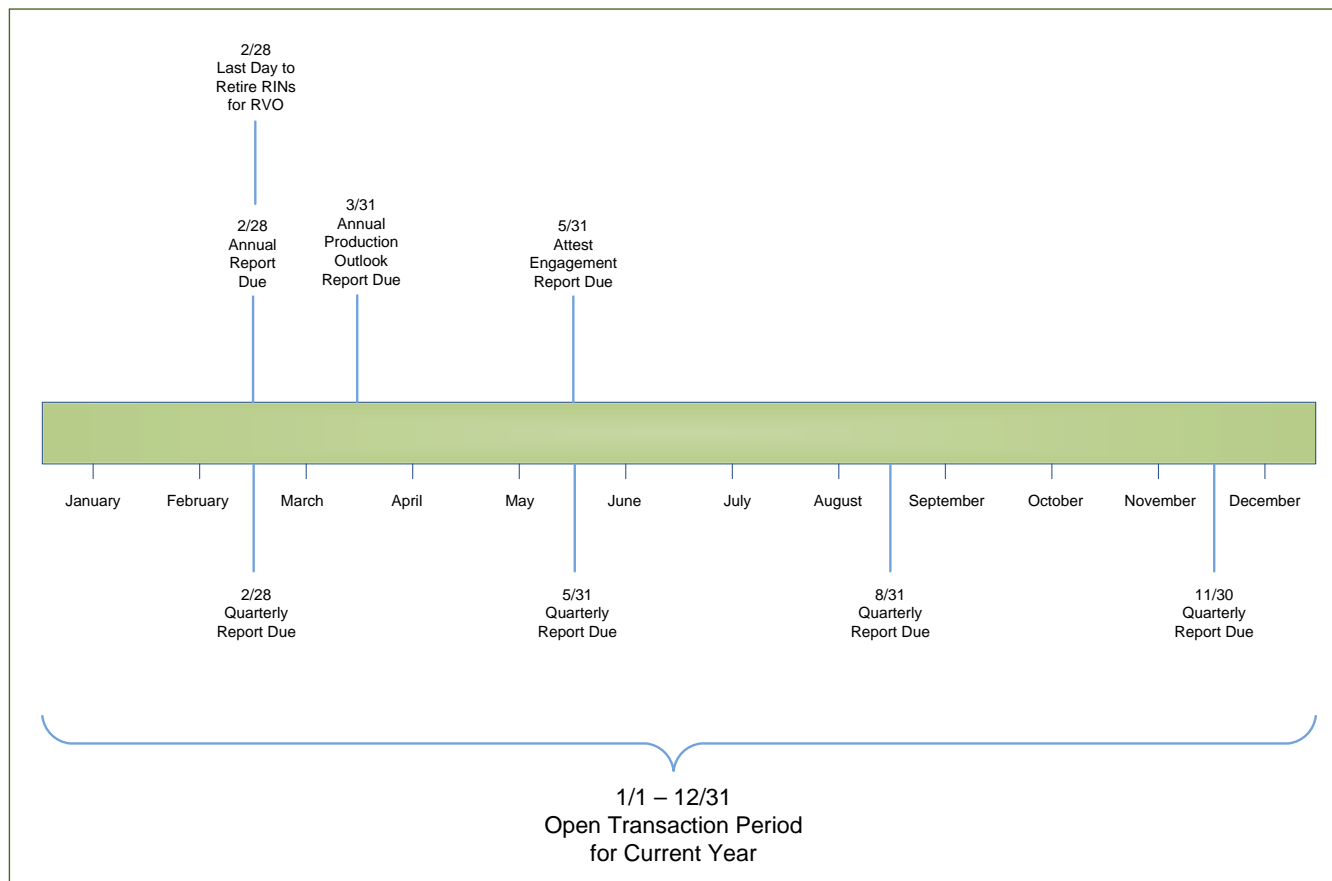 2/28
Last Day to
Retire RINs
for RVO
2/28
Annual
Report
Due
3/31
Annual
Production
Outlook
Report Due
5/31
Attest
Engagement
Report Due
January
February
March
April
May
June
July
August
September
October
November
December
2/28
Quarterly
Report Due
5/31
Quarterly
Report Due
8/31
Quarterly
Report Due
11/30
Quarterly
Report Due
1/1 – 12/31
Open Transaction Period
for Current Year